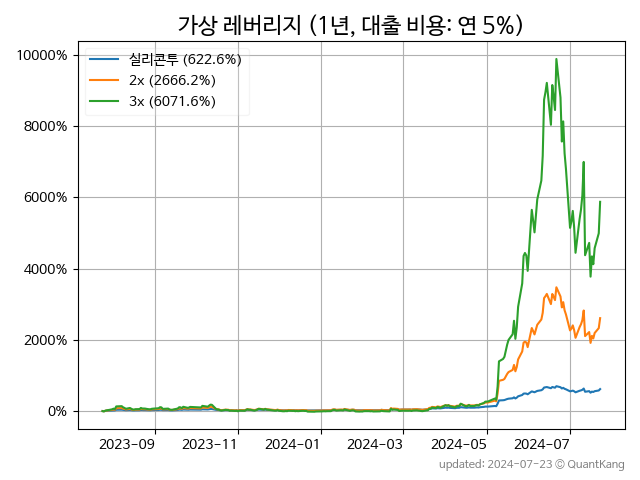 가상 레버리지 (1년, 대출 비용: 연 5%)
실리콘투 (622.6%)
2x (2666.2%)
3x (6071.6%)
10000%
8000%
6000%
4000%
2000%
0%
2023-09
2023-11
2024-01
2024-03
2024-05
2024-07
updated: 2024-07-23 © QuantKang